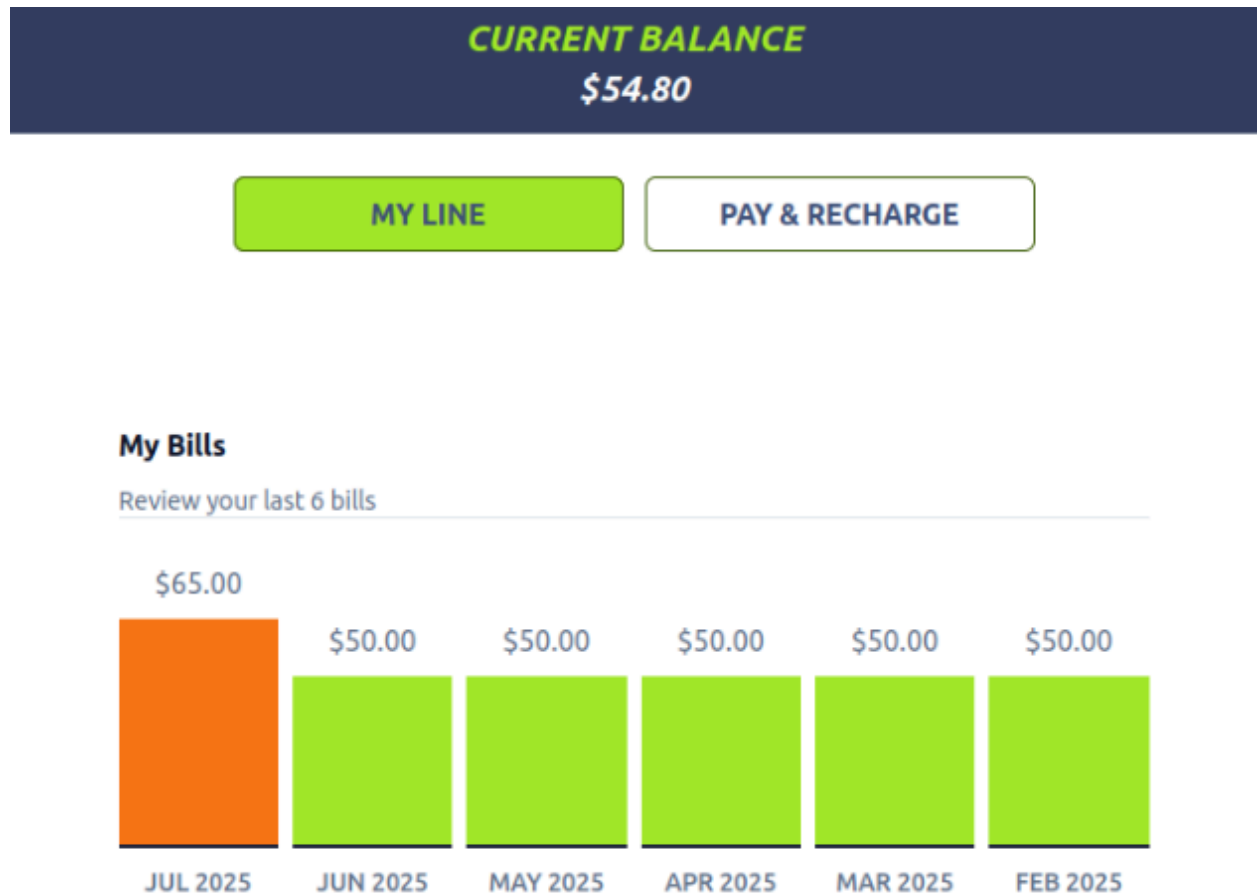 CURRENT BALANCE
$54.80
MY LINE
PAY & RECHARGE
My Bills
Review your last 6 bills
$65.00
$50.00 $50.00 $50.00 $50.00 $50.00
JUL 2025 JUN 2025 MAY 2025 APR 2025 MAR 2025 FEB 2025